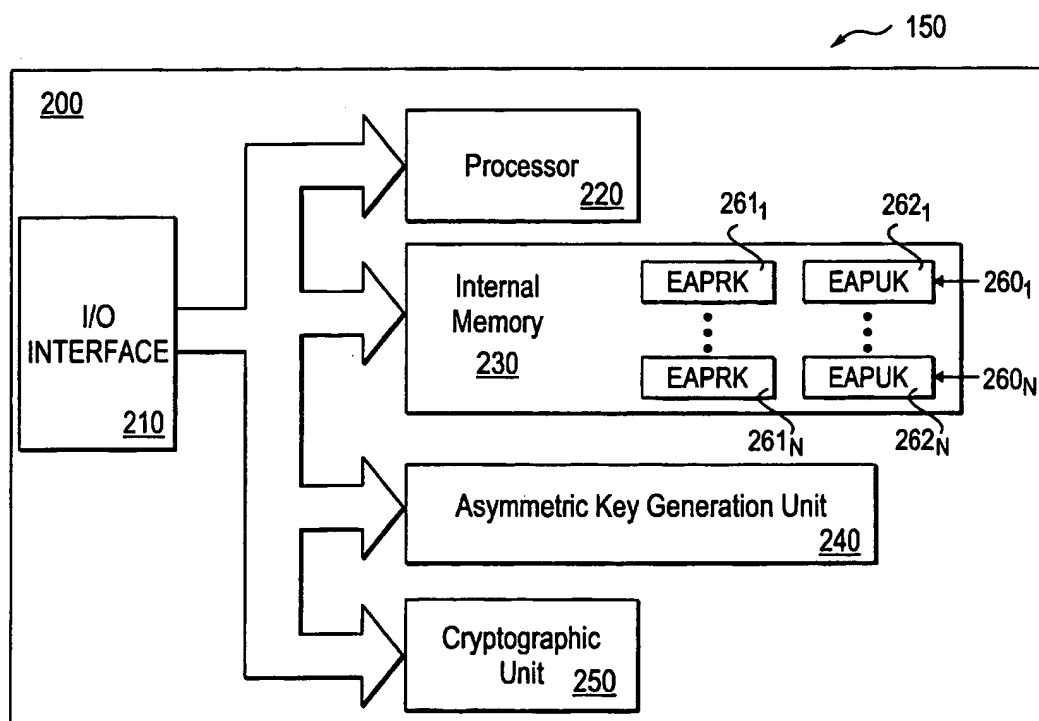 150
200
Processor
220
261₁
262₁
I/O
INTERFACE
210
Internal
Memory
230
EAPRK
EAPUK
260₁
EAPRK
EAPUK
260N
261N
262N
Asymmetric Key Generation Unit
240
Cryptographic
Unit
250